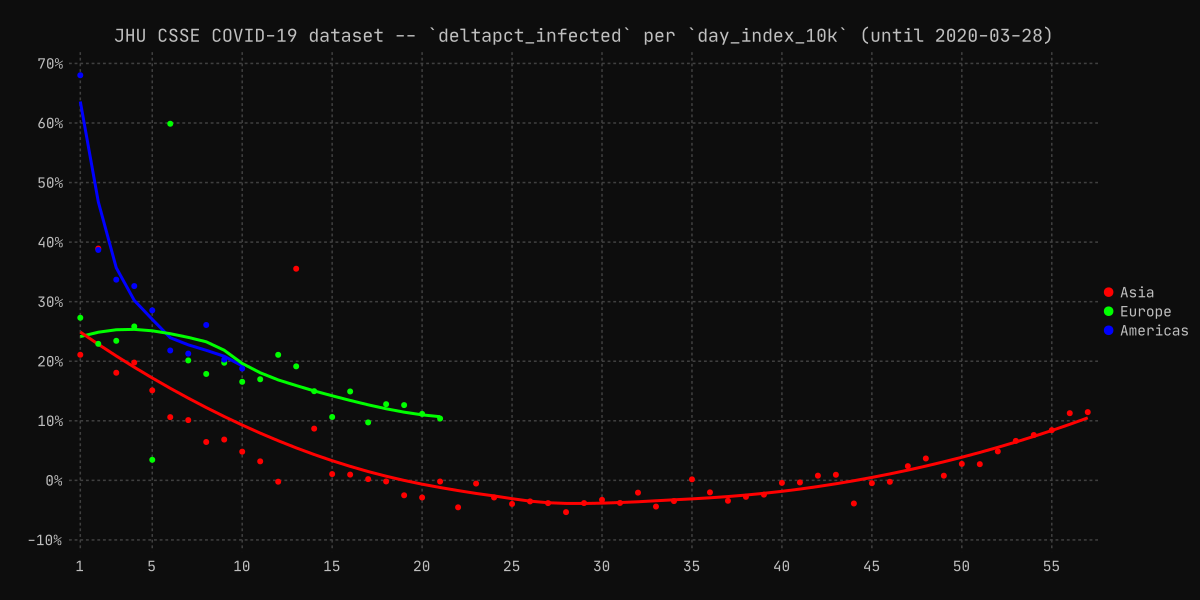 JHU CSSE COVID-19 dataset -- `deltapct_infected` per `day_index_10k` (until 2020-03-28)
70%
60%
50%
40%
30%
20%
10%
0%
-10%
1 5 10 15 20 25 30 35 40 45 50 55
Asia
Europe
Americas